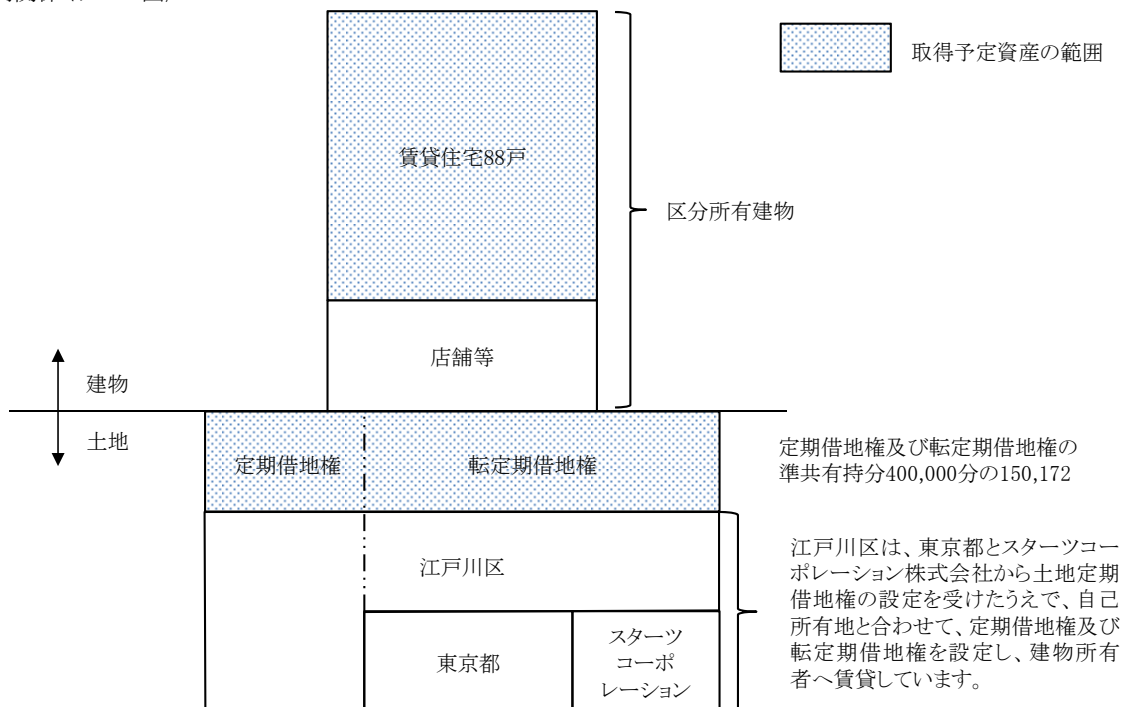 取得予定資産の範囲
賃貸住宅88戸
区分所有建物
店舗等
建物
土地
定期借地権
転定期借地権
定期借地権及び転定期借地権の
準共有持分400,000分の150,172
江戸川区
東京都
スターツ
コーポ
レーション
江戸川区は、東京都とスターツコー
ポレーション株式会社から土地定期
借地権の設定を受けたうえで、自己
所有地と合わせて、定期借地権及び
転定期借地権を設定し、建物所有
者へ賃貸しています。